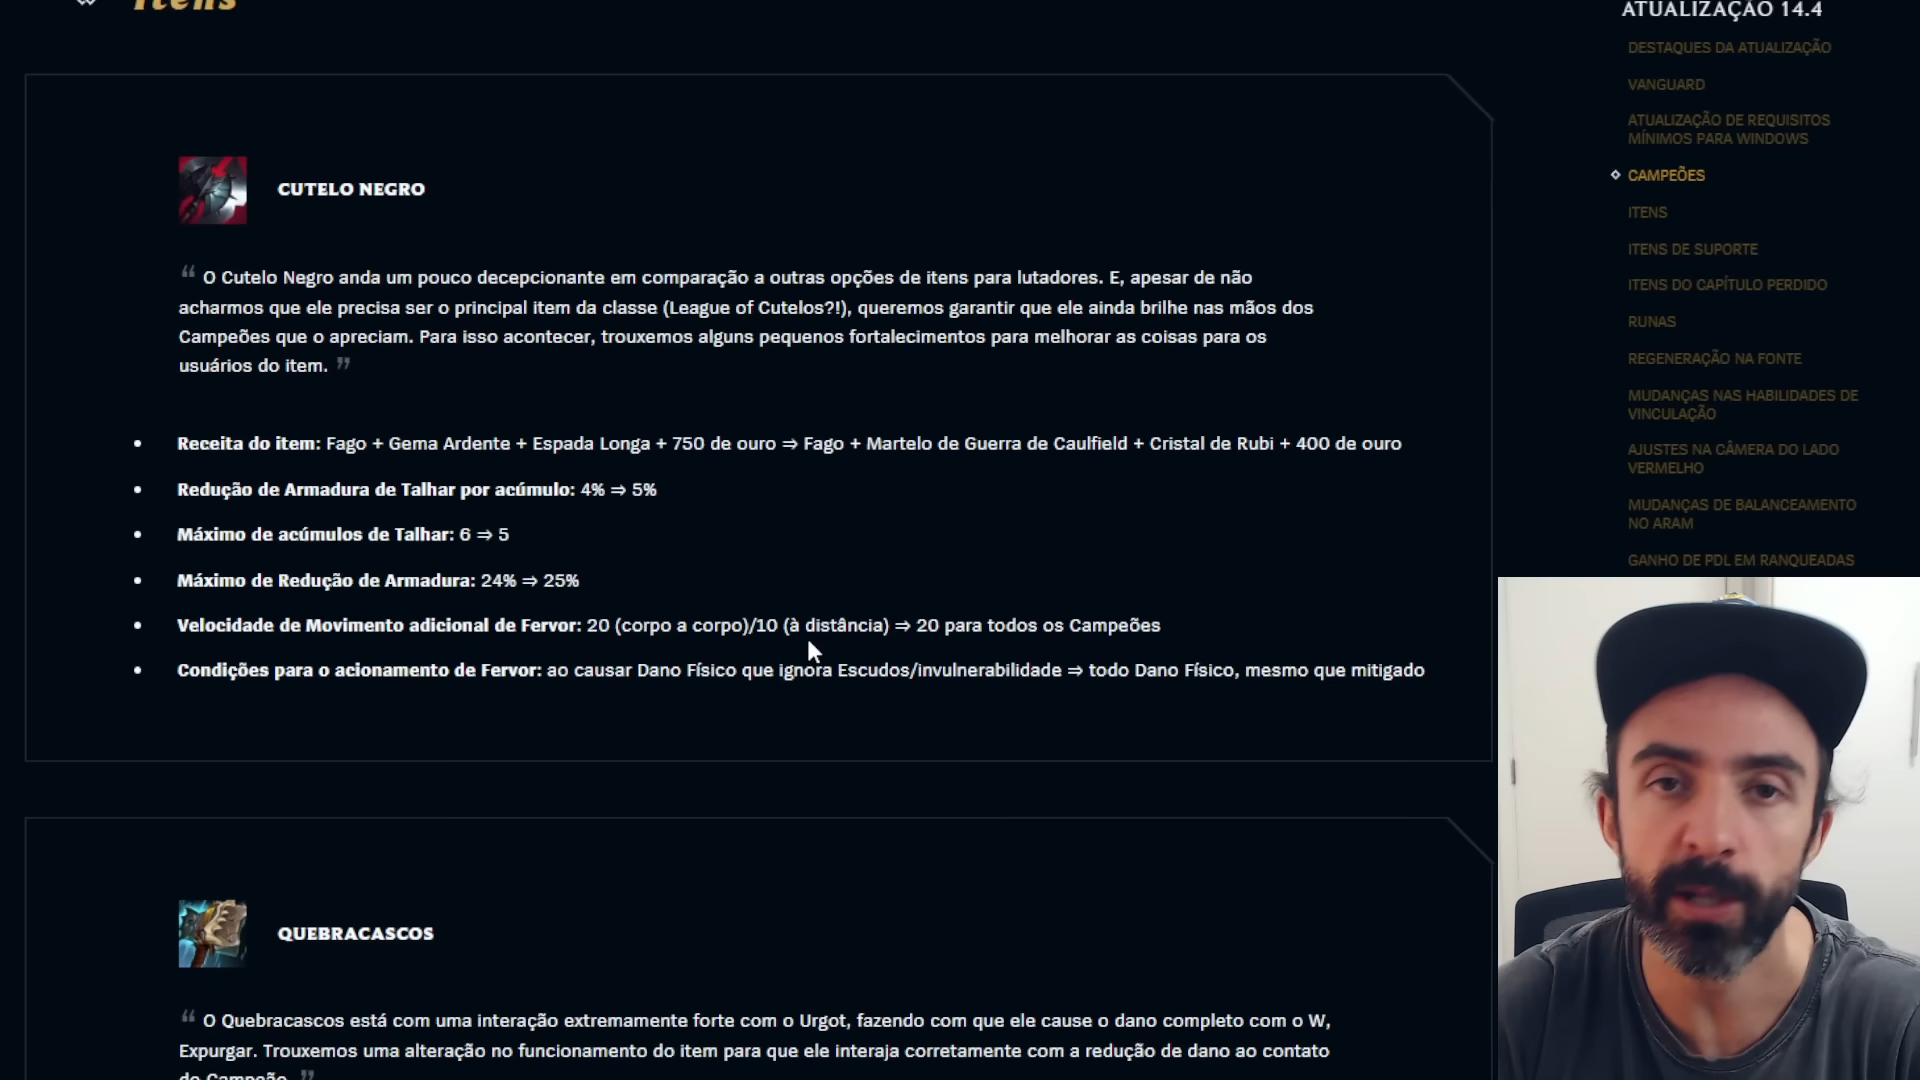 Itens
CUTELO NEGRO
“ O Cutelo Negro anda um pouco decepcionante em comparação a outras opções de itens para lutadores. E, apesar de não
acharmos que ele precisa ser o principal item da classe (League of Cutelos?!), queremos garantir que ele ainda brilhe nas mãos dos
Campeões que o apreciam. Para isso acontecer, trouxemos alguns pequenos fortalecimentos para melhorar as coisas para os
usuários do item. ”
• Receita do item: Fago + Gema Ardente + Espada Longa + 750 de ouro ⇒ Fago + Martelo de Guerra de Caulfield + Cristal de Rubi + 400 de ouro
• Redução de Armadura de Talhar por acúmulo: 4% ⇒ 5%
• Máximo de acúmulos de Talhar: 6 ⇒ 5
• Máximo de Redução de Armadura: 24% ⇒ 25%
• Velocidade de Movimento adicional de Fervor: 20 (corpo a corpo)/10 (à distância) ⇒ 20 para todos os Campeões
• Condições para o acionamento de Fervor: ao causar Dano Físico que ignora Escudos/invulnerabilidade ⇒ todo Dano Físico, mesmo que mitigado
QUEBRACASCOS
“ O Quebracascos está com uma interação extremamente forte com o Urgot, fazendo com que ele cause o dano completo com o W,
Expurgar. Trouxemos uma alteração no funcionamento do item para que ele interaja corretamente com a redução de dano ao contato
do Campeão. ”
ATUALIZAÇÃO 14.4
DESTAQUES DA ATUALIZAÇÃO
VANGUARD
ATUALIZAÇÃO DE REQUISITOS
MÍNIMOS PARA WINDOWS
CAMPEÕES
ITENS
ITENS DE SUPORTE
ITENS DO CAPÍTULO PERDIDO
RUNAS
REGENERAÇÃO NA FONTE
MUDANÇAS NAS HABILIDADES DE
VINCULAÇÃO
AJUSTES NA CÂMERA DO LADO
VERMELHO
MUDANÇAS DE BALANCEAMENTO
NO ARAM
GANHO DE PDL EM RANQUEADAS